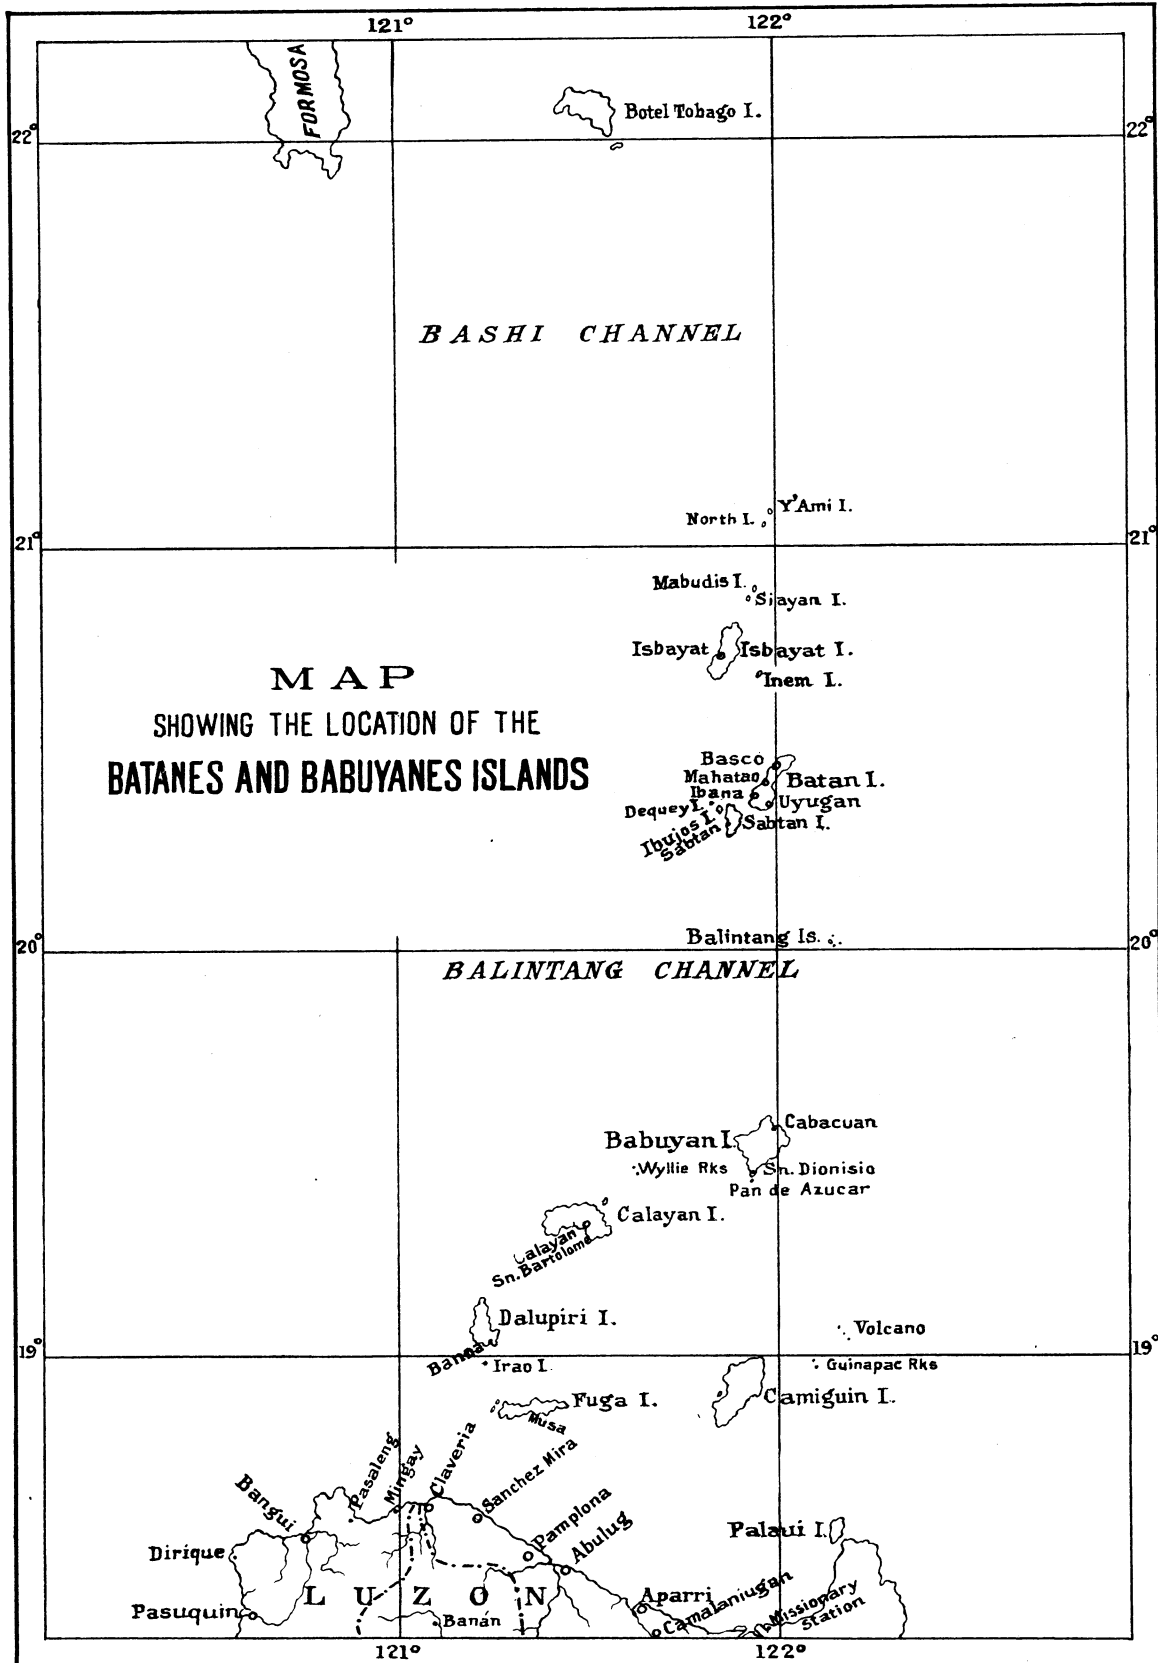 121°
122°
FORMOSA
Botel Tobago I.
22°
22°
BASHI CHANNEL
Y'Ami I.
North I.
21°
21°
Mabudis I.
Siayan I.
Isbayat
Isbayat I.
Inem I.
MAP
SHOWING THE LOCATION OF THE
BATANES AND BABUYANES ISLANDS
Basco
Mahatao
Batan I.
Ibana
Uyugan
Dequey I.
Ibujos I.
Sabtan
Sabtan I.
Balintang Is.
20°
20°
BALINTANG CHANNEL
Cabacuan
Babuyan I.
Wyllie Rks
Sn. Dionisio
Pan de Azucar
Calayan I.
Calayan
Sn. Bartolome
Dalupiri I.
Volcano
19°
19°
Irao I.
Guinapac Rks
Fuga I.
Musa
Camiguin I.
Pasaleng
Mingay
Claveria
Sanchez Mira
Bangui
Pamplona
Abulug
Palaui I.
Dirique
LUZON
Pasuquin
Banán
Aparri
Camalaniugan
Missionary
Station
121°
122°